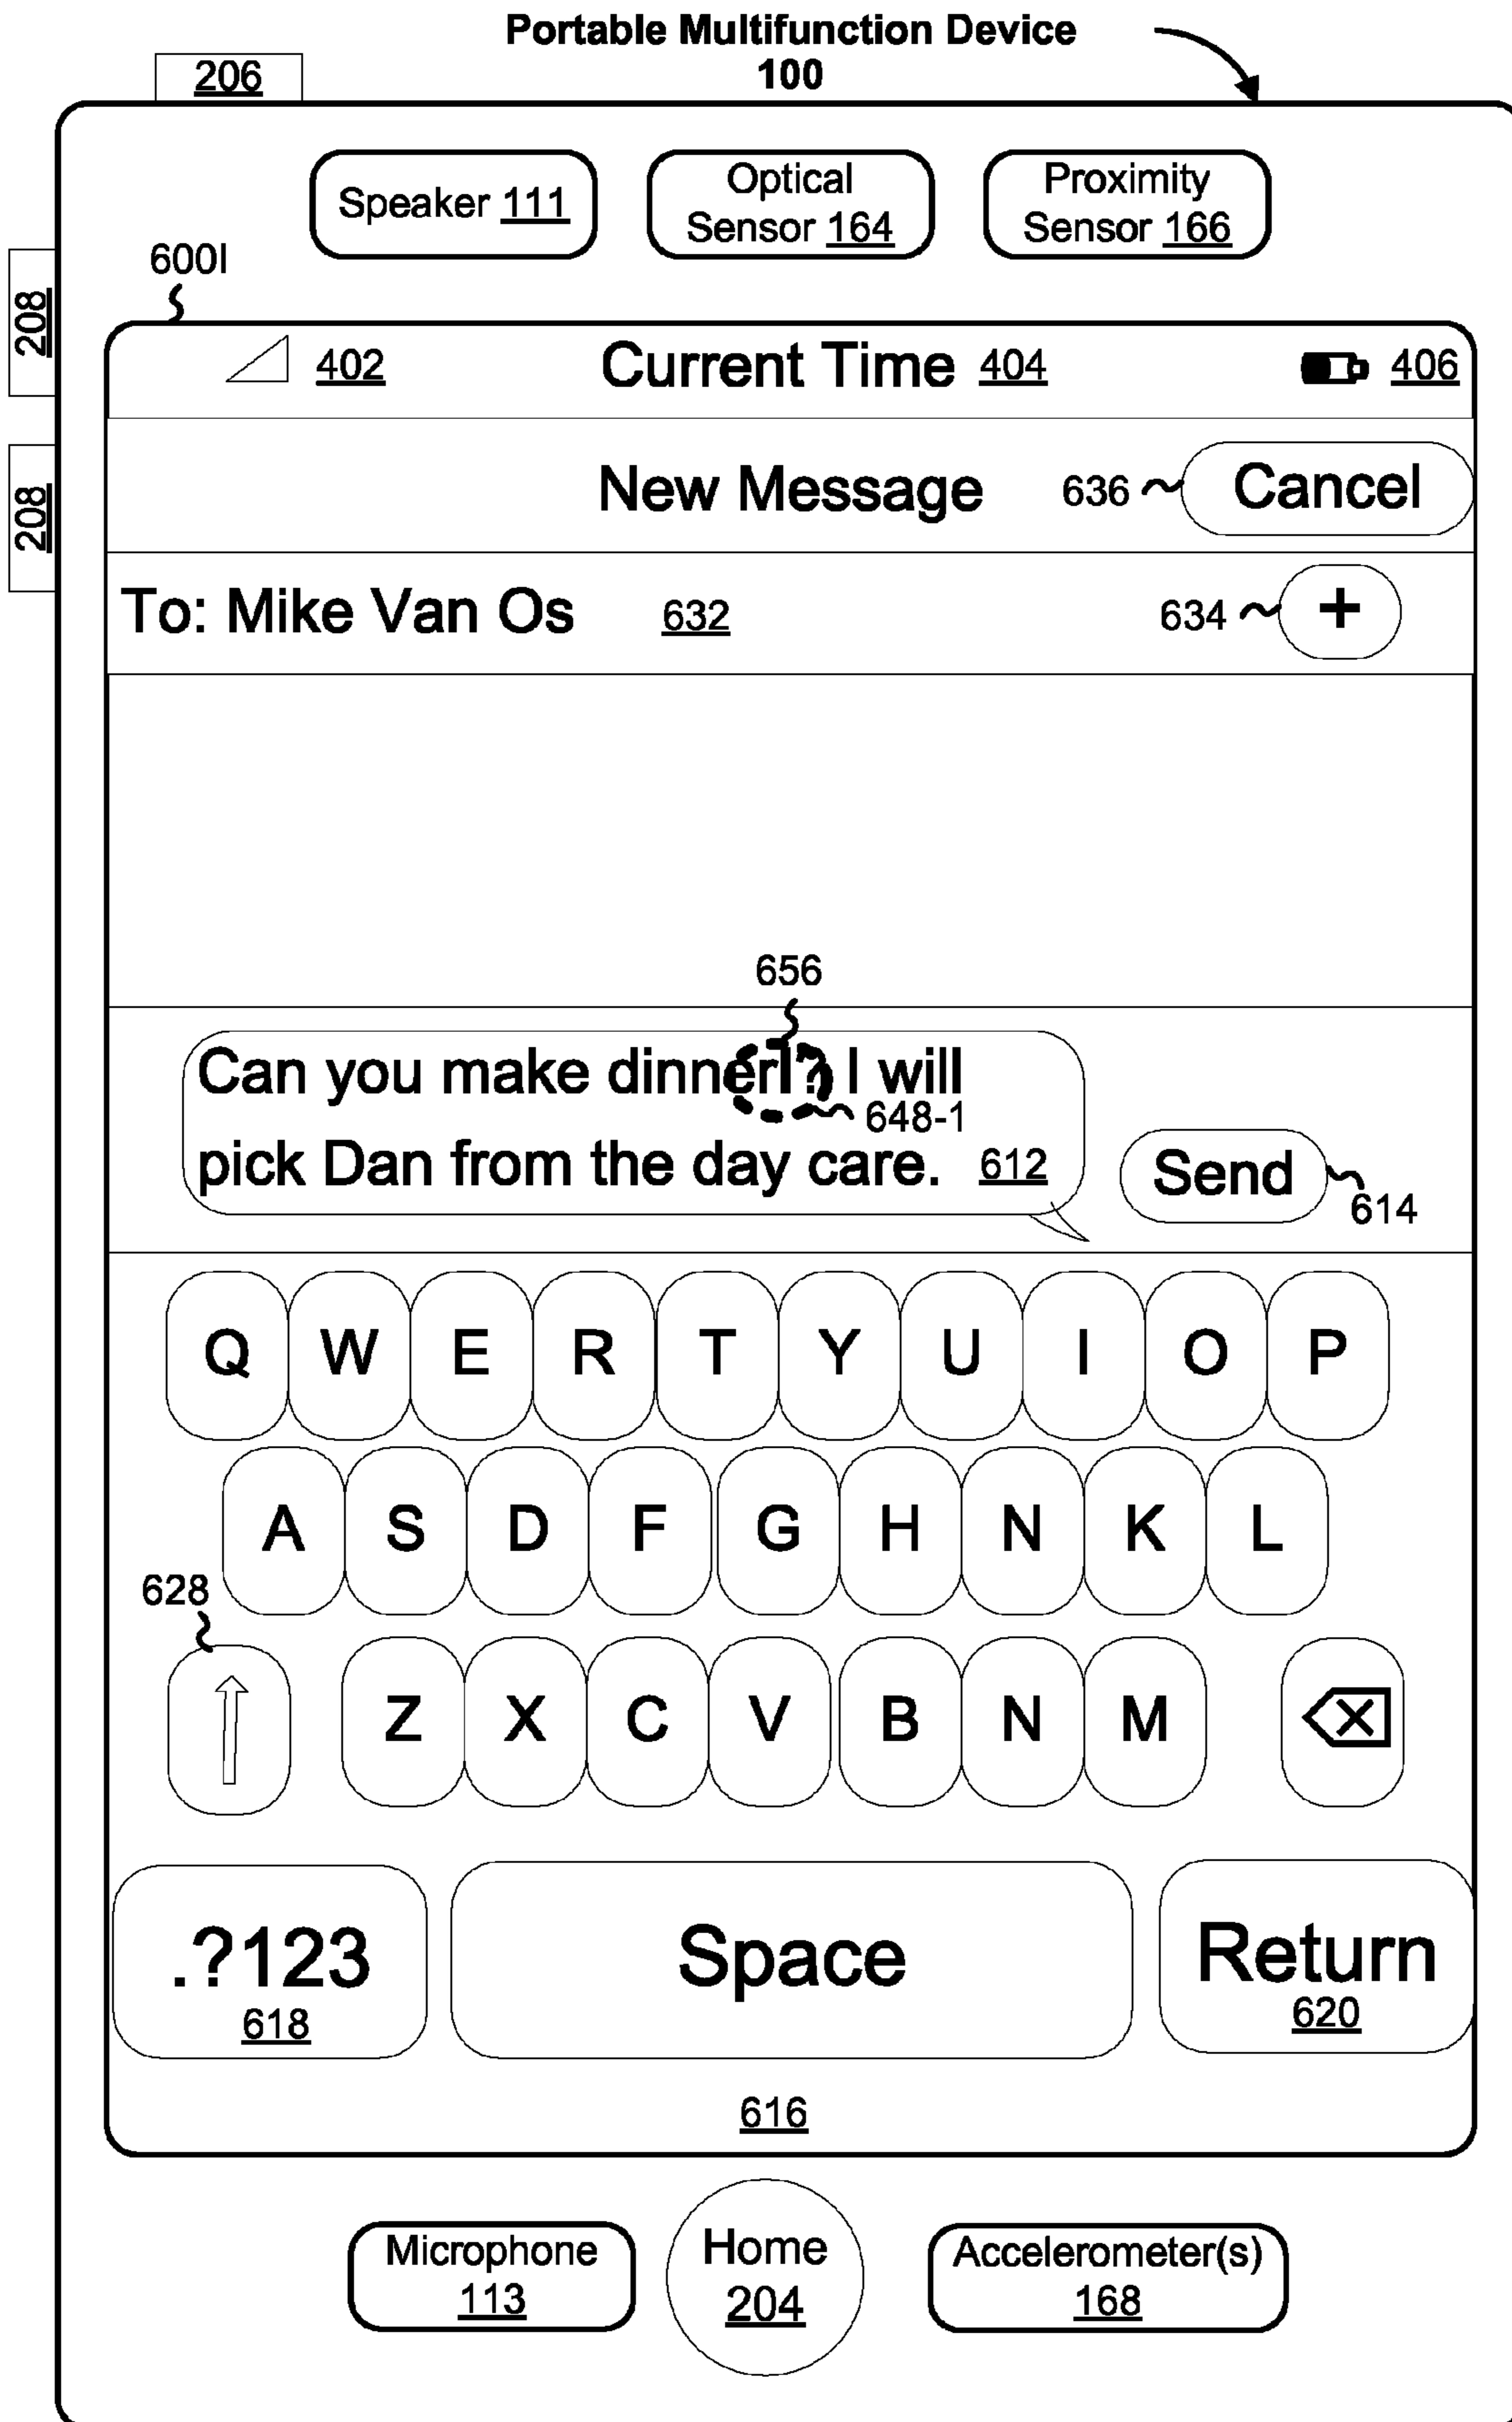 Portable Multifunction Device
100
206
Speaker 111
Optical
Sensor 164
Proximity
Sensor 166
600I
208
402
Current Time 404
406
New Message
636
Cancel
208
To: Mike Van Os
632
634
+
656
Can you make dinner? I will
648-1
pick Dan from the day care.
612
Send
614
Q W E R T Y U I O P
A S D F G H N K L
628
Z X C V B N M
.?123
618
Space
Return
620
616
Microphone
113
Home
204
Accelerometer(s)
168